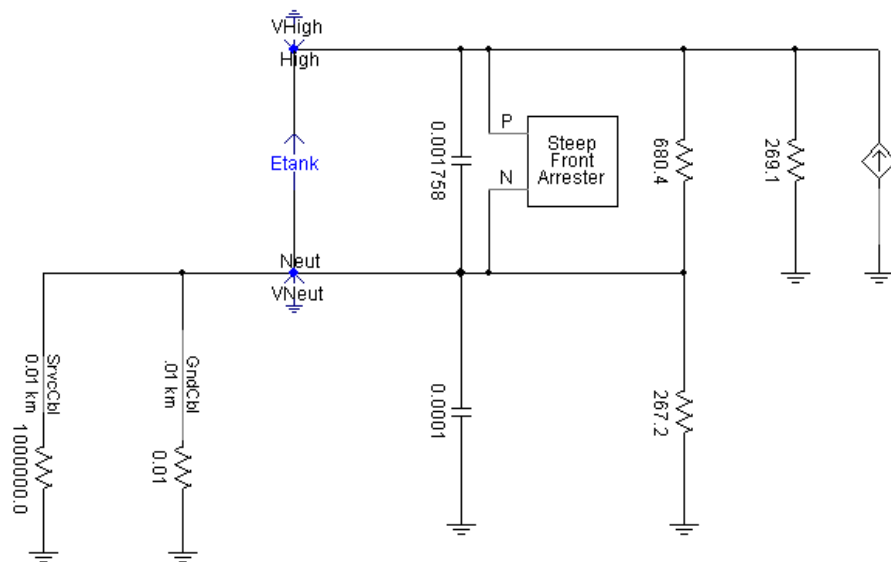 VHigh
High
Etank
0.001758
P
N
Steep
Front
Arrester
680.4
269.1
Neut
VNeut
SrvcCbl
0.01 km
1000000.0
GndCbl
.01 km
0.01
0.0001
267.2